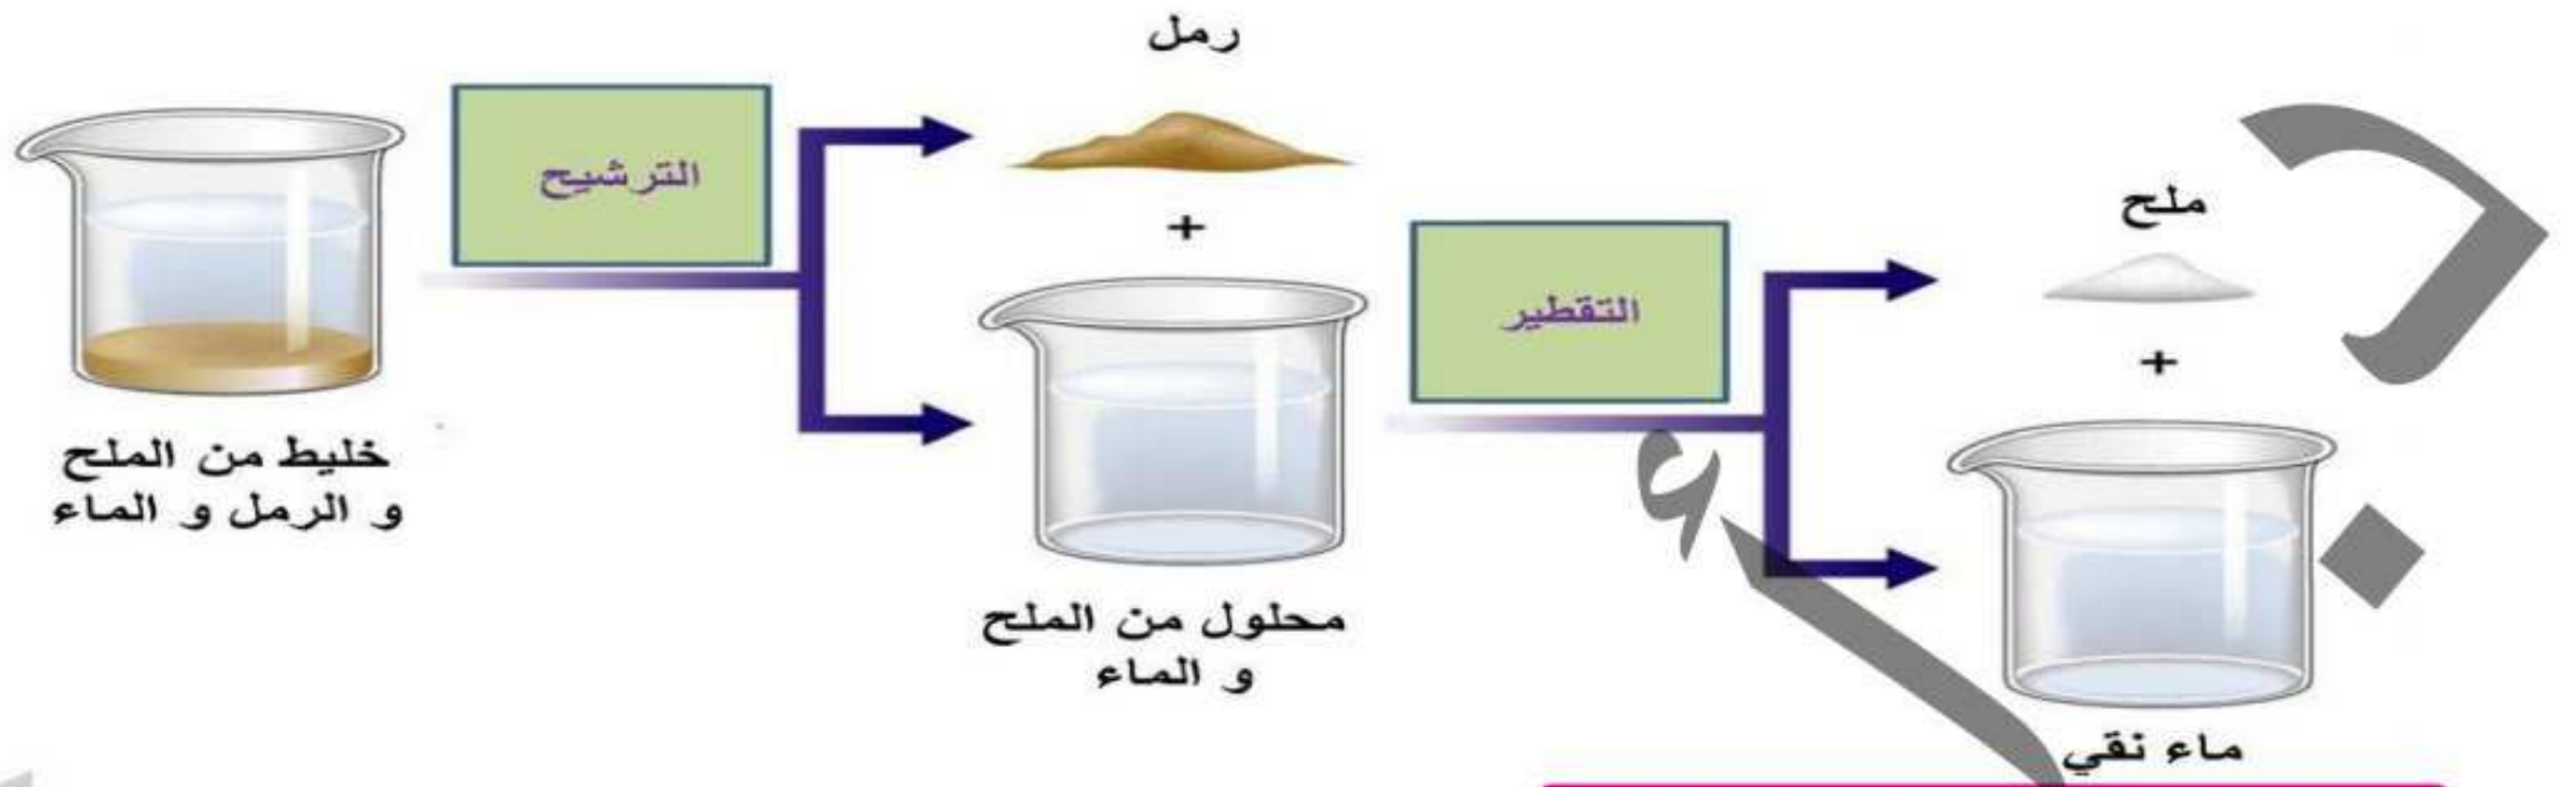 رمل
الترشيح
+
خليط من الملح
و الرمل و الماء
محلول من الملح
و الماء
التقطير
ملح
+
ماء نقي